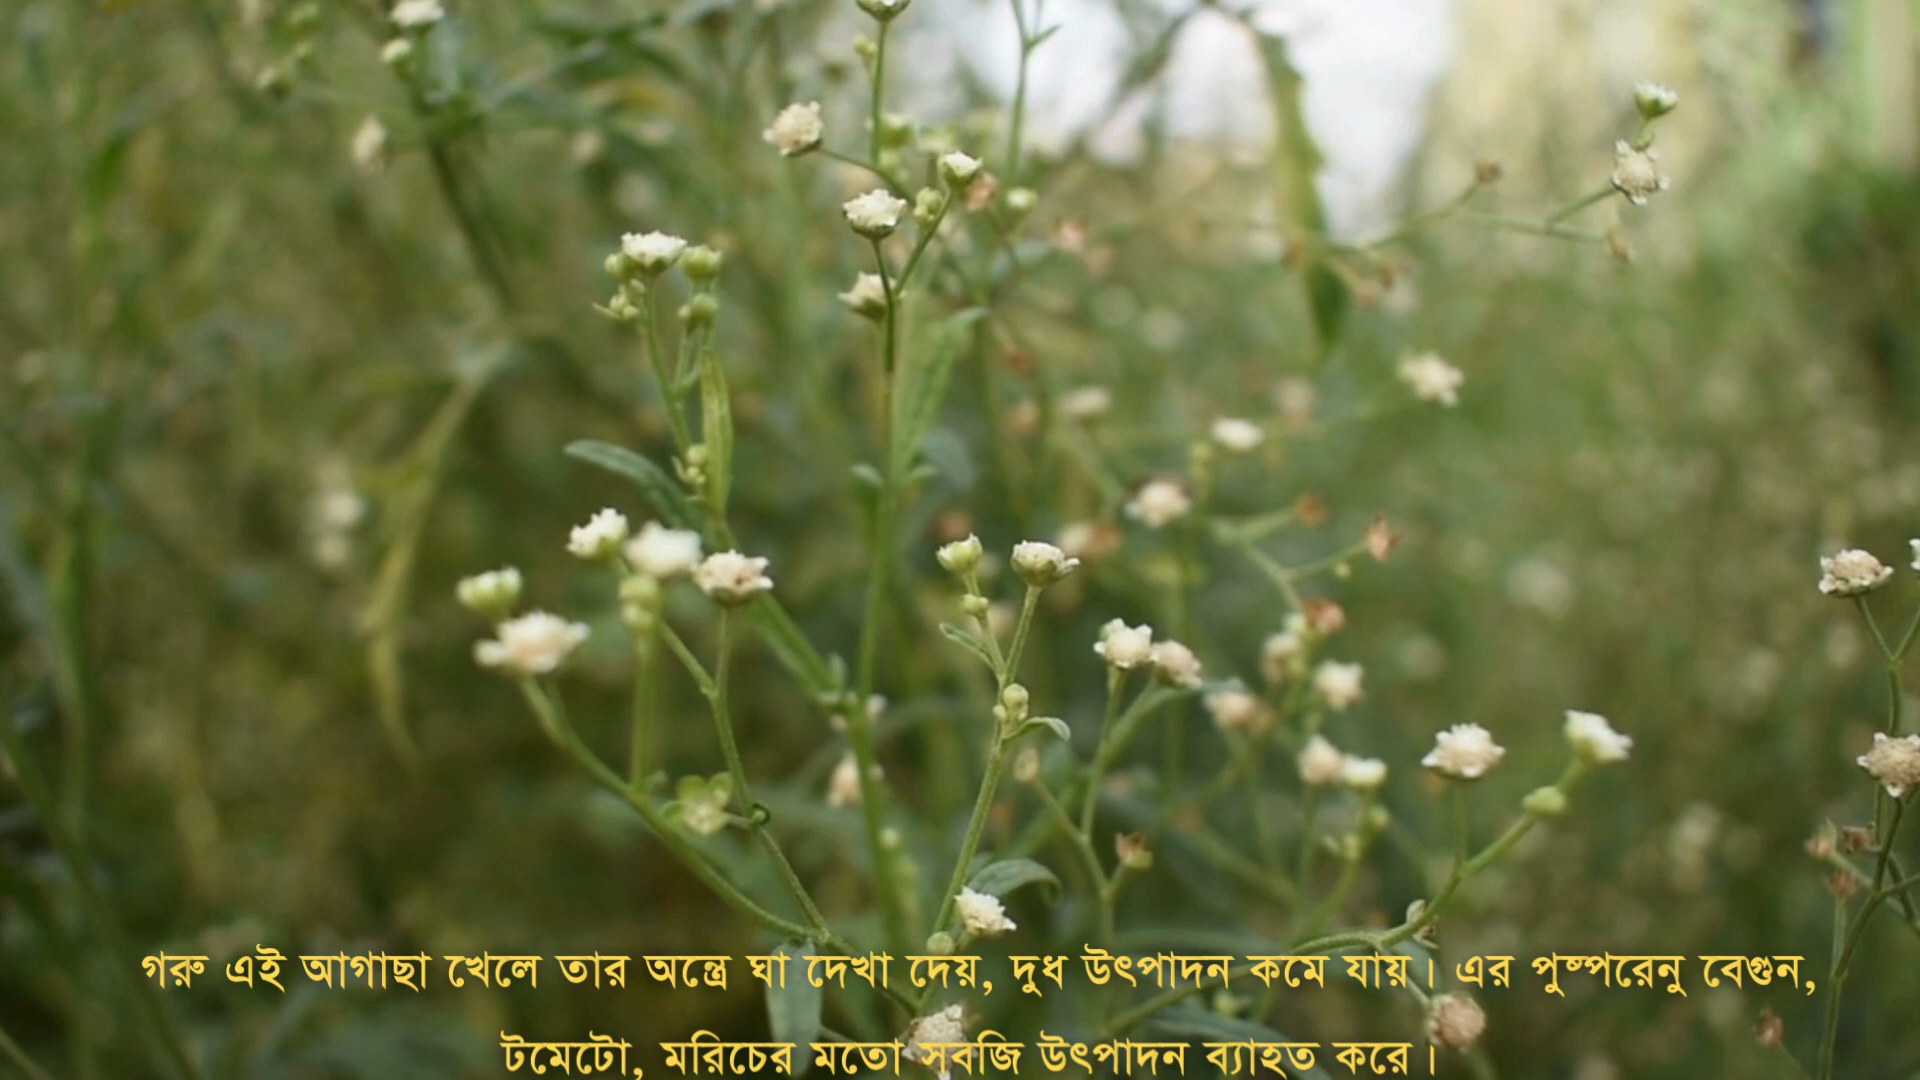 গরু এই আগাছা খেলে তার অন্ত্রে ঘা দেখা দেয়, দুধ উৎপাদন কমে যায়। এর পুষ্পরেনু বেগুন,
টমেটো, মরিচের মতো সবজি উৎপাদন ব্যাহত করে।